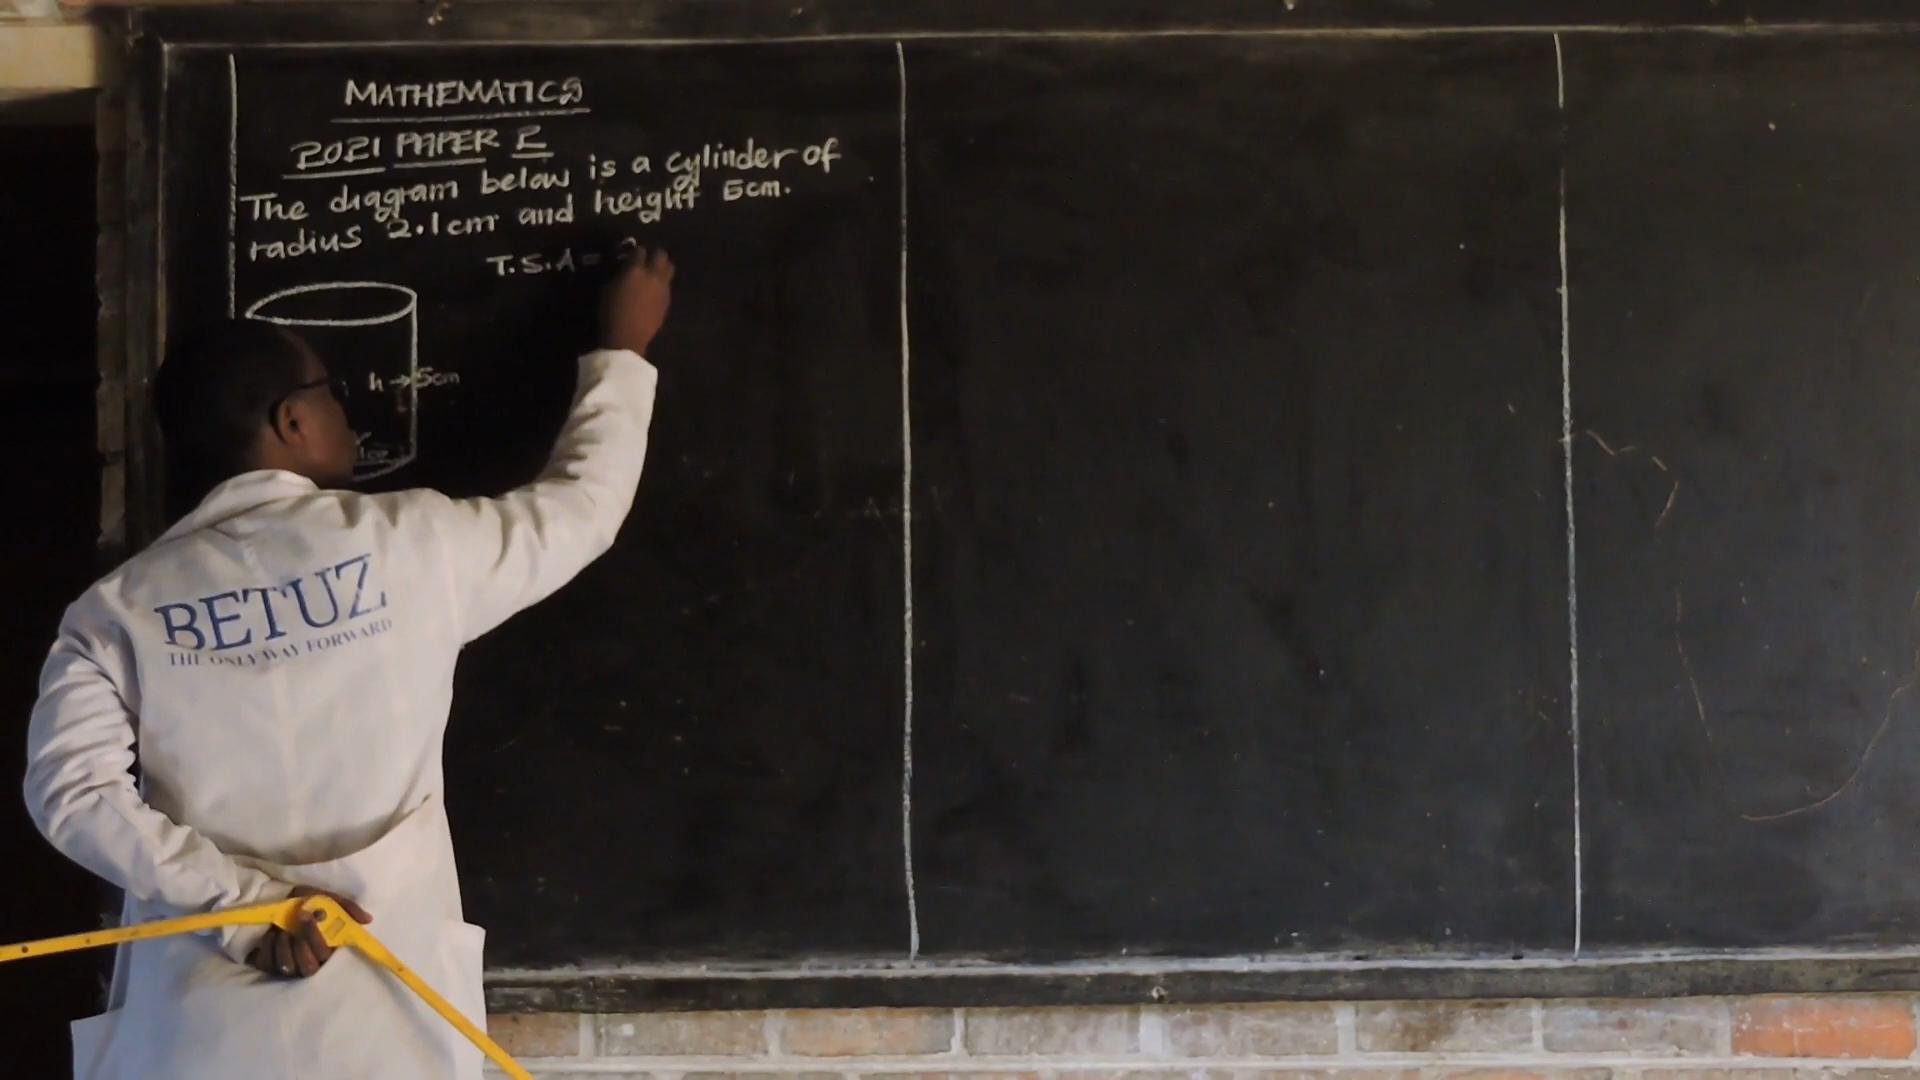 MATHEMATICS
2021 PAPER 2
The diagram below is a cylinder of
radius 2.1cm and height 5cm.
T.S.A = 2
h → 5cm
BETUZ
THE ONLY WAY FORWARD